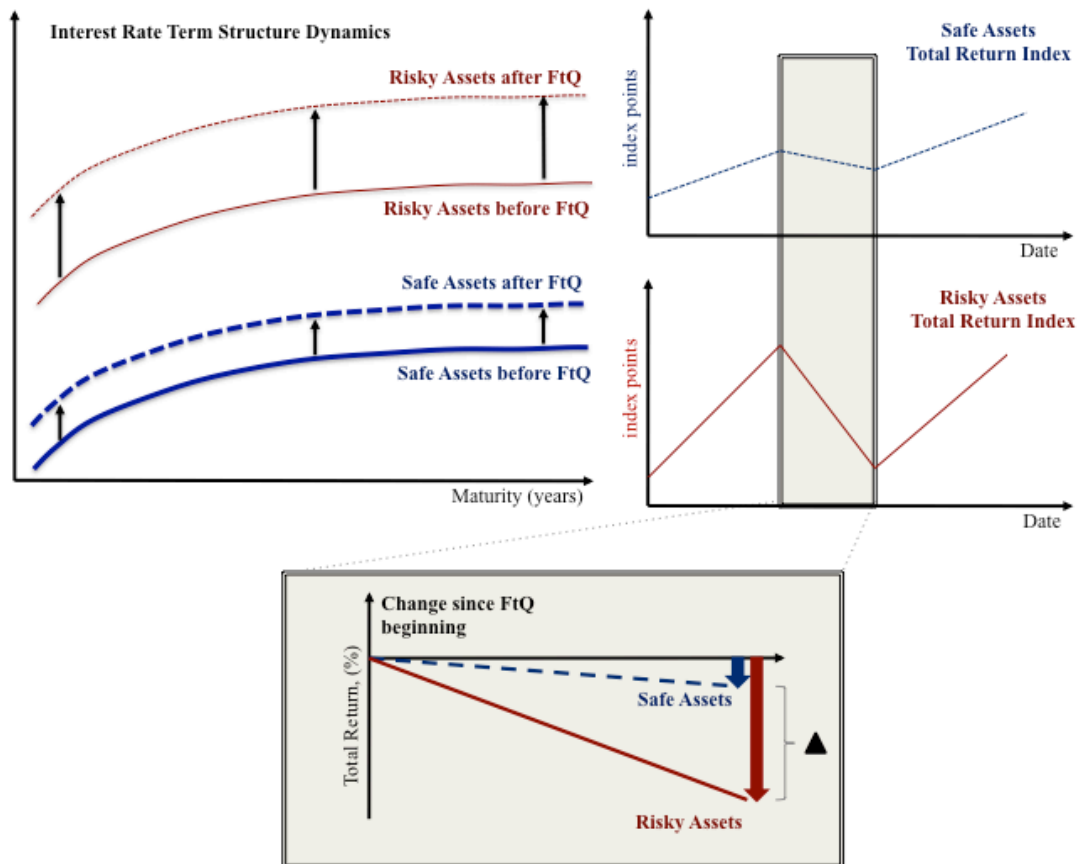 Interest Rate Term Structure Dynamics
Risky Assets after FtQ
Risky Assets before FtQ
Safe Assets after FtQ
Safe Assets before FtQ
Maturity (years)
Safe Assets
Total Return Index
index points
Date
Risky Assets
Total Return Index
index points
Date
Change since FtQ
beginning
Total Return, (%)
Safe Assets
Risky Assets